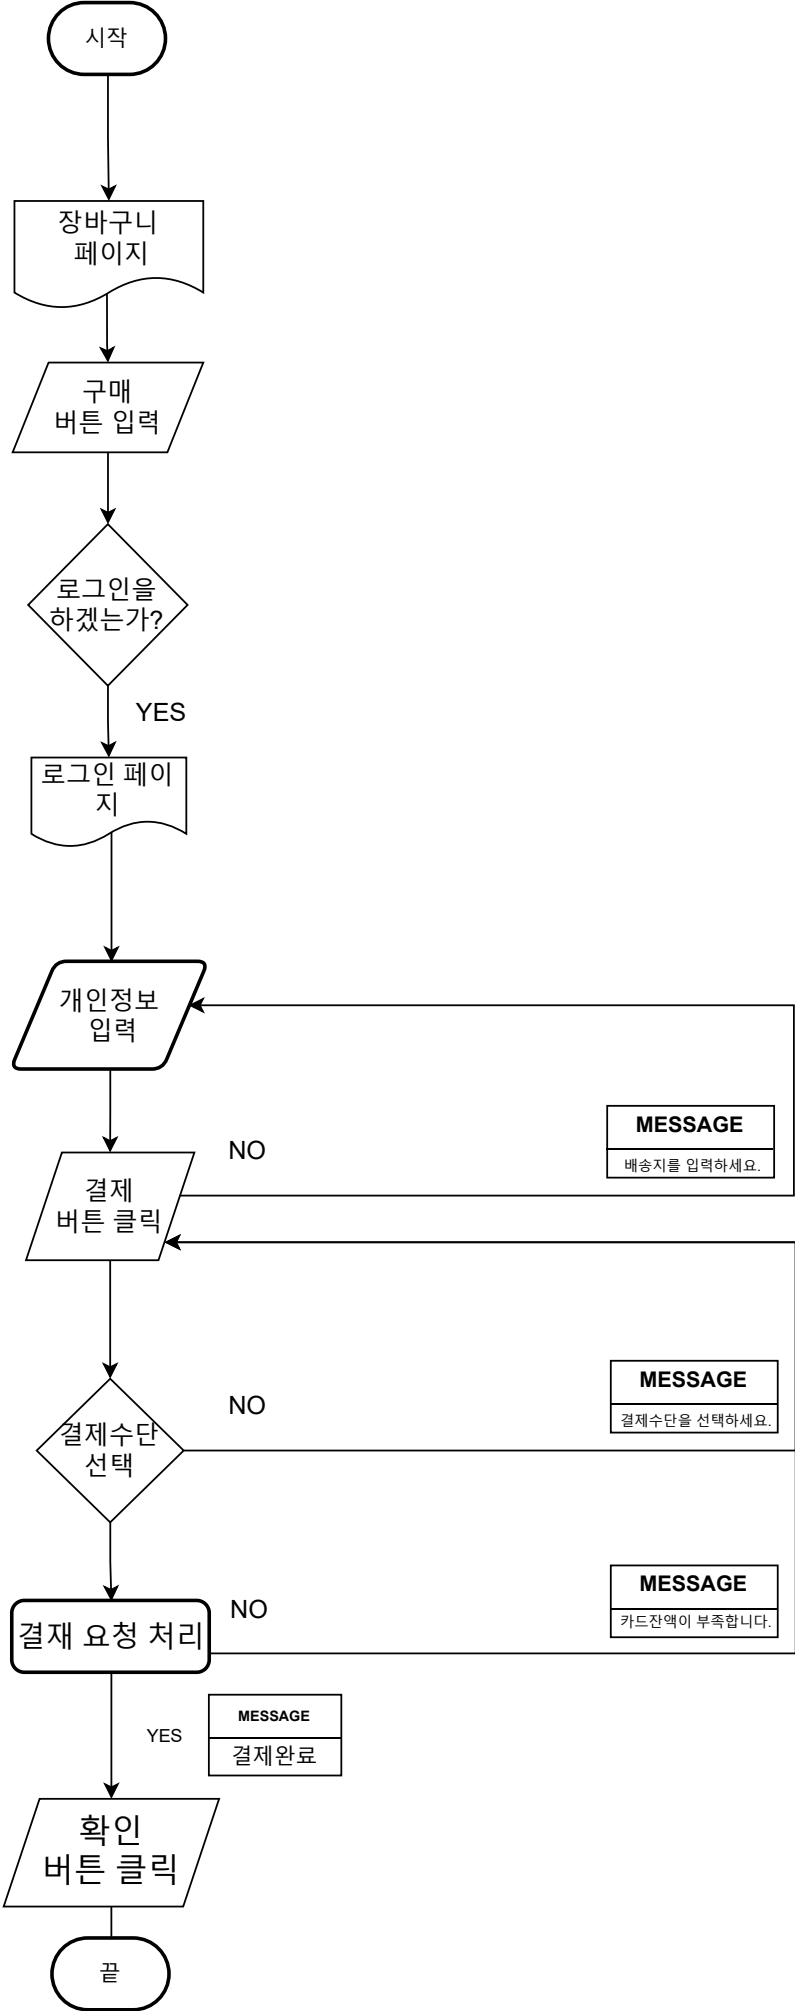 시작
장바구니
페이지
구매
버튼 입력
로그인을
하겠는가?
YES
로그인 페이
지
개인정보
입력
NO
MESSAGE
배송지를 입력하세요.
결제
버튼 클릭
NO
MESSAGE
결제수단을 선택하세요.
결제수단
선택
NO
MESSAGE
카드잔액이 부족합니다.
결재 요청 처리
YES
MESSAGE
결제완료
확인
버튼 클릭
끝